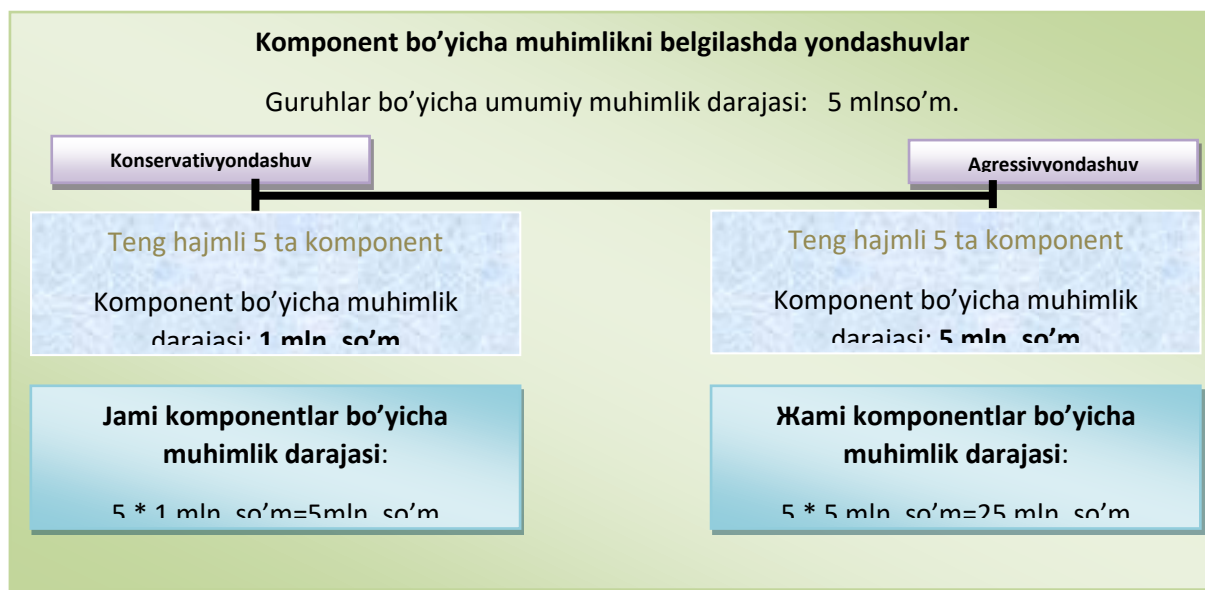 Komponent bo’yicha muhimlikni belgilashda yondashuvlar
Guruhlar bo’yicha umumiy muhimlik darajasi:   5 mlnso’m.
Konservativyondashuv
Agressivyondashuv
Teng hajmli 5 ta komponent
Komponent bo’yicha muhimlik
darajasi: 1 mln. so’m
Teng hajmli 5 ta komponent
Komponent bo’yicha muhimlik
darajasi: 5 mln. so’m
Jami komponentlar bo’yicha
muhimlik darajasi:
5 * 1 mln. so’m=5mln. so’m
Жami komponentlar bo’yicha
muhimlik darajasi:
5 * 5 mln. so’m=25 mln. so’m